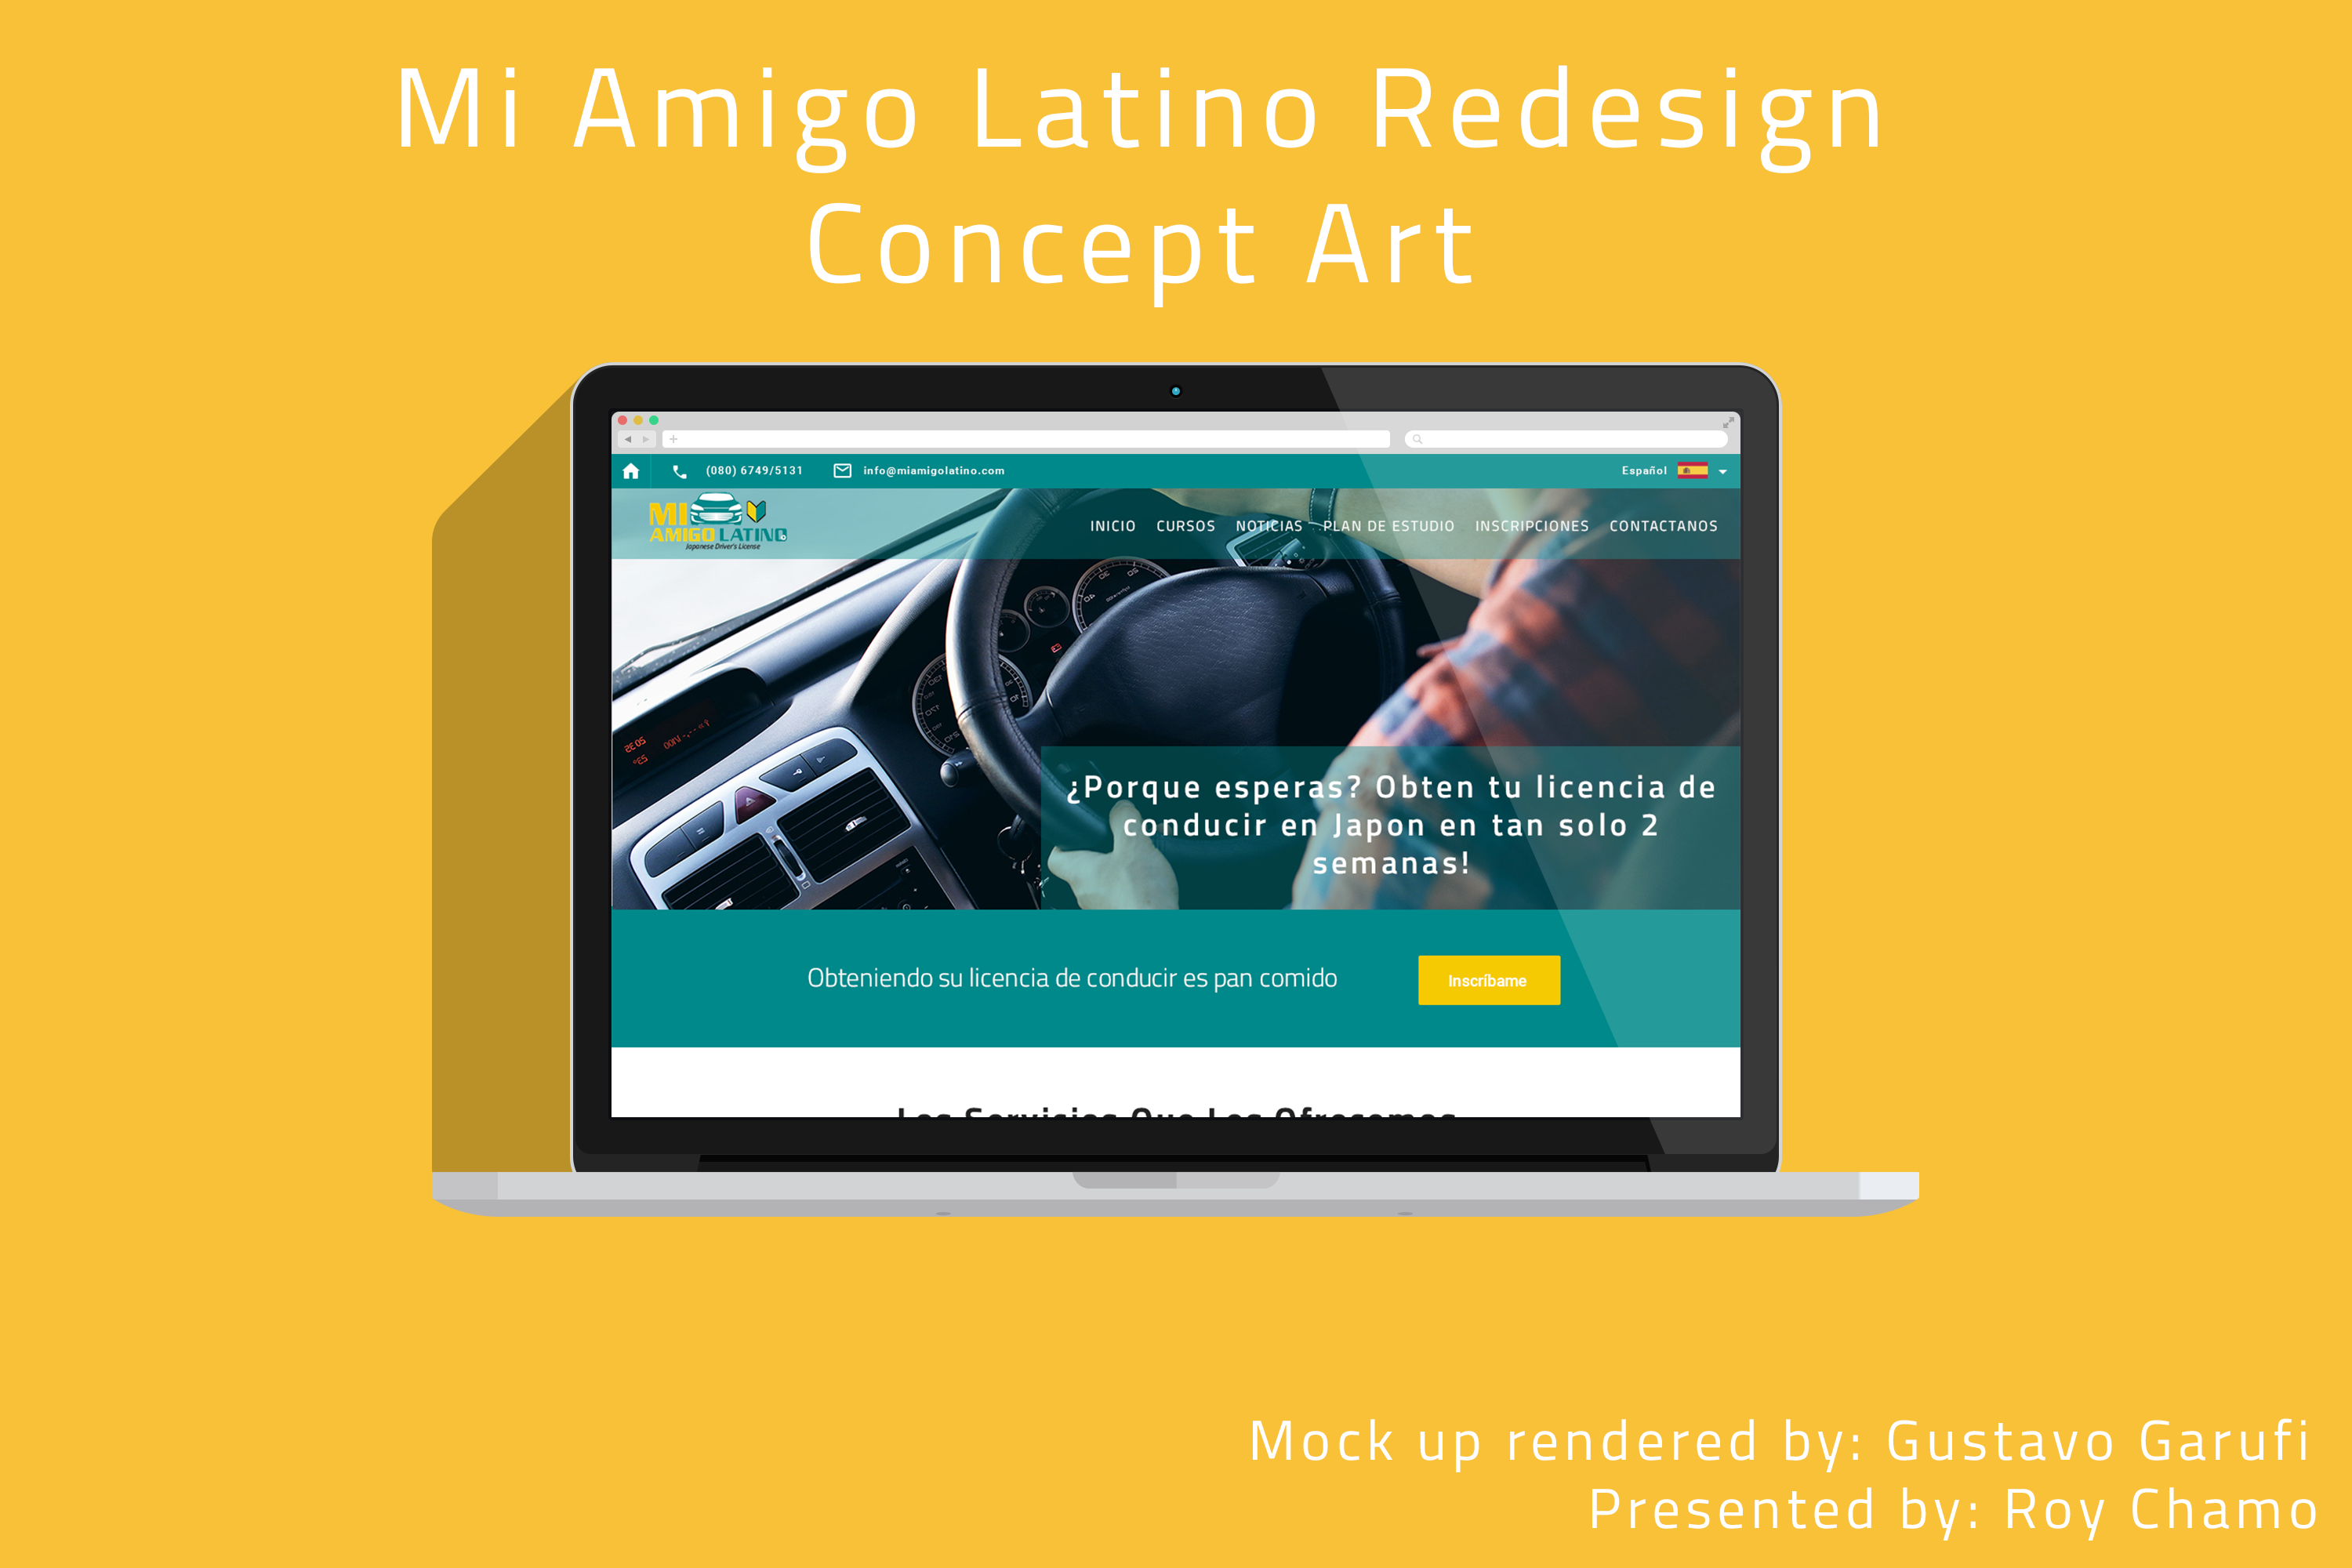 Mi Amigo Latino Redesign
Concept Art
(080) 6749/5131
info@miamigolatino.com
Español
MI
AMIGO LATINO
Japanese Driver's License
INICIO CURSOS NOTICIAS PLAN DE ESTUDIO INSCRIPCIONES CONTACTANOS
¿Porque esperas? Obten tu licencia de
conducir en Japon en tan solo 2
semanas!
Obteniendo su licencia de conducir es pan comido
Inscríbame
Mock up rendered by: Gustavo Garufi
Presented by: Roy Chamo